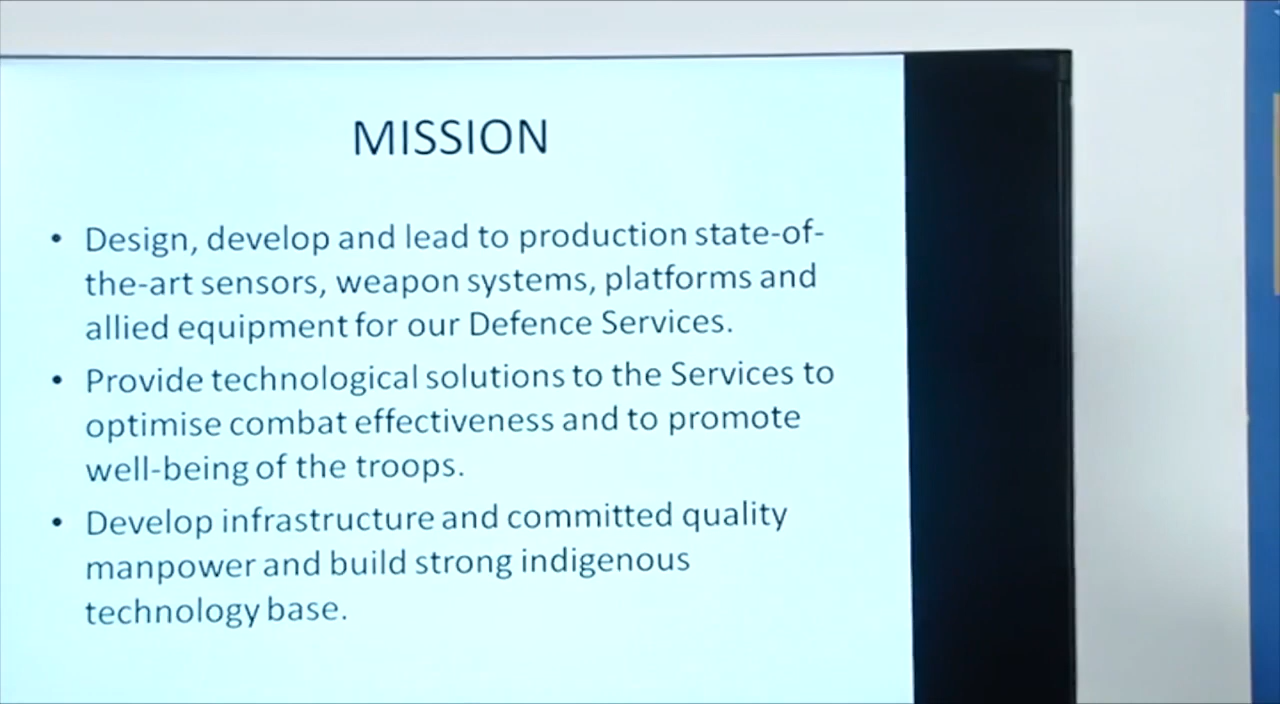 MISSION
• Design, develop and lead to production state-of-
the-art sensors, weapon systems, platforms and
allied equipment for our Defence Services.
• Provide technological solutions to the Services to
optimise combat effectiveness and to promote
well-being of the troops.
• Develop infrastructure and committed quality
manpower and build strong indigenous
technology base.